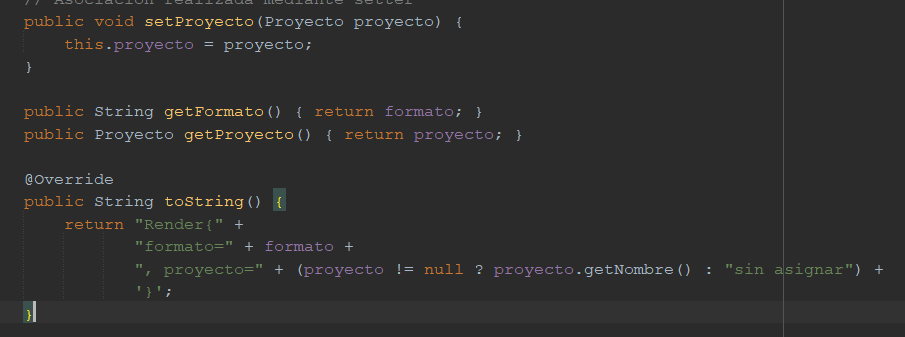 // Asociación realizada mediante setter
public void setProyecto(Proyecto proyecto) {
    this.proyecto = proyecto;
}

public String getFormato() { return formato; }
public Proyecto getProyecto() { return proyecto; }

@Override
public String toString() {
    return "Render{" +
           "formato=" + formato +
           ", proyecto=" + (proyecto != null ? proyecto.getNombre() : "sin asignar") +
           '}';
}